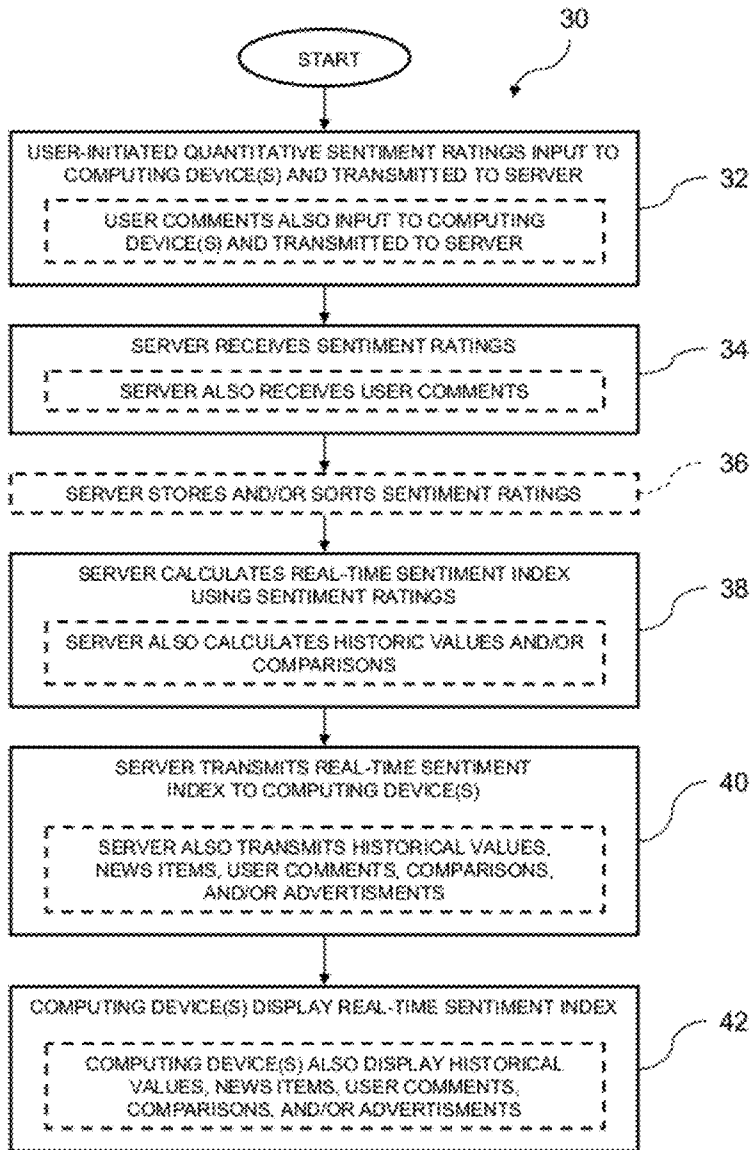 30
START
USER-INITIATED QUANTITATIVE SENTIMENT RATINGS INPUT TO
COMPUTING DEVICE(S) AND TRANSMITTED TO SERVER
32
USER COMMENTS ALSO INPUT TO COMPUTING
DEVICE(S) AND TRANSMITTED TO SERVER
SERVER RECEIVES SENTIMENT RATINGS
34
SERVER ALSO RECEIVES USER COMMENTS
36
SERVER STORES AND/OR SORTS SENTIMENT RATINGS
SERVER CALCULATES REAL-TIME SENTIMENT INDEX
USING SENTIMENT RATINGS
38
SERVER ALSO CALCULATES HISTORIC VALUES AND/OR
COMPARISONS
SERVER TRANSMITS REAL-TIME SENTIMENT
INDEX TO COMPUTING DEVICE(S)
40
SERVER ALSO TRANSMITS HISTORICAL VALUES,
NEWS ITEMS, USER COMMENTS, COMPARISONS,
AND/OR ADVERTISMENTS
COMPUTING DEVICE(S) DISPLAY REAL-TIME SENTIMENT INDEX
42
COMPUTING DEVICE(S) ALSO DISPLAY HISTORICAL
VALUES, NEWS ITEMS, USER COMMENTS,
COMPARISONS, AND/OR ADVERTISMENTS